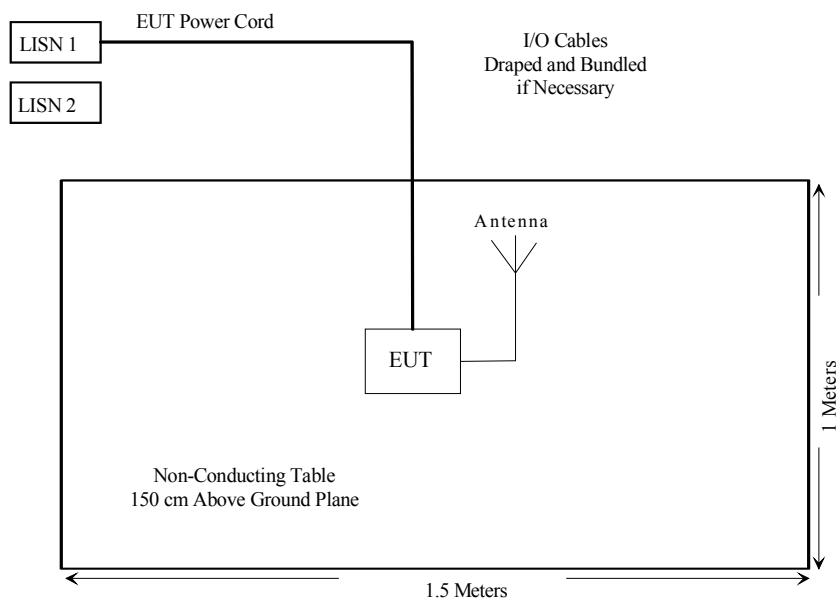 EUT Power Cord
LISN 1
LISN 2
I/O Cables
Draped and Bundled
if Necessary
Antenna
EUT
1 Meters
Non-Conducting Table
150 cm Above Ground Plane
1.5 Meters